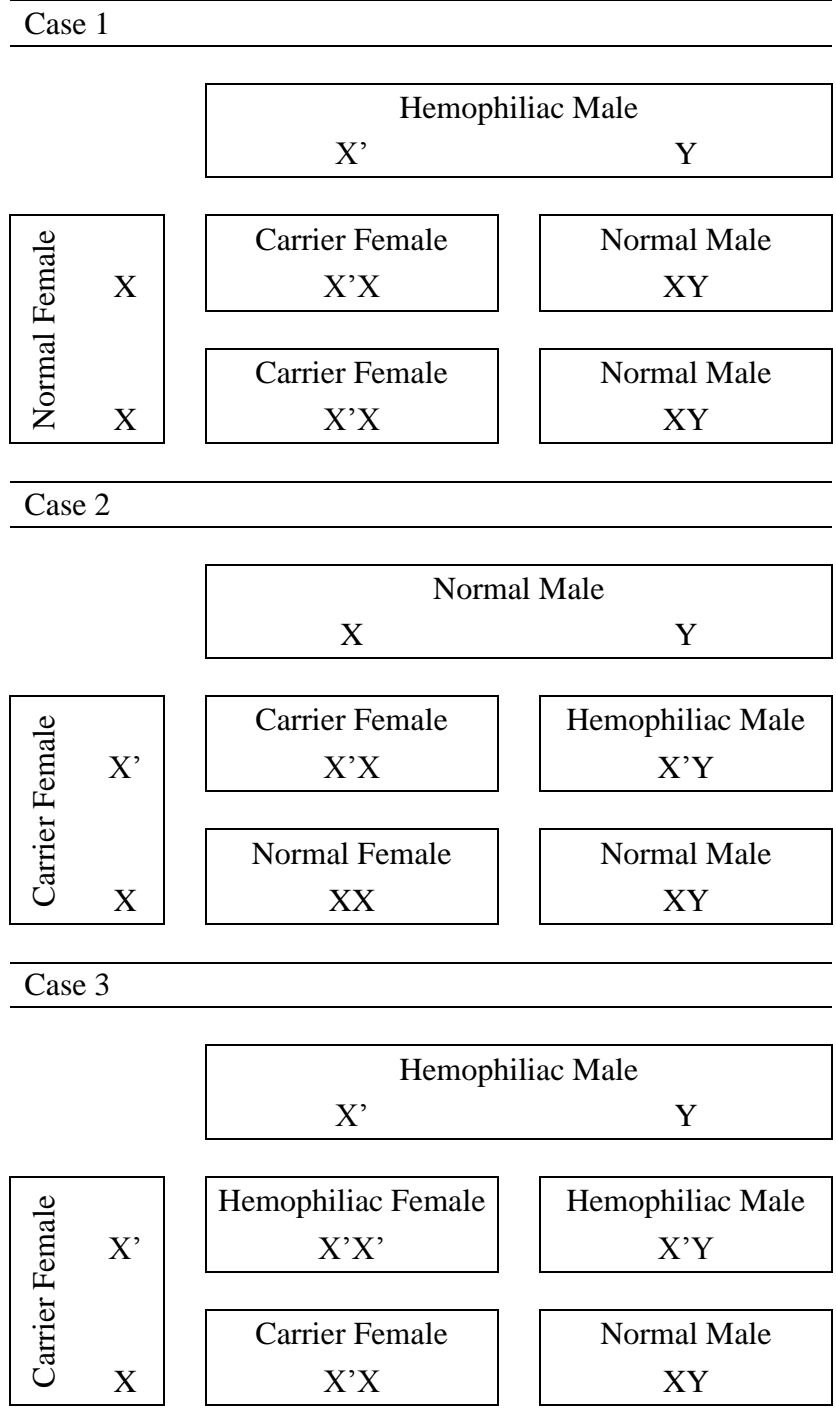 Case 1
Hemophiliac Male
X’ Y
Normal Female
X
Carrier Female Normal Male
X’X XY
X
Carrier Female Normal Male
X’X XY
Case 2
Normal Male
X Y
Carrier Female
X’
Carrier Female Hemophiliac Male
X’X X’Y
X
Normal Female Normal Male
XX XY
Case 3
Hemophiliac Male
X’ Y
Carrier Female
X’
Hemophiliac Female Hemophiliac Male
X’X’ X’Y
X
Carrier Female Normal Male
X’X XY